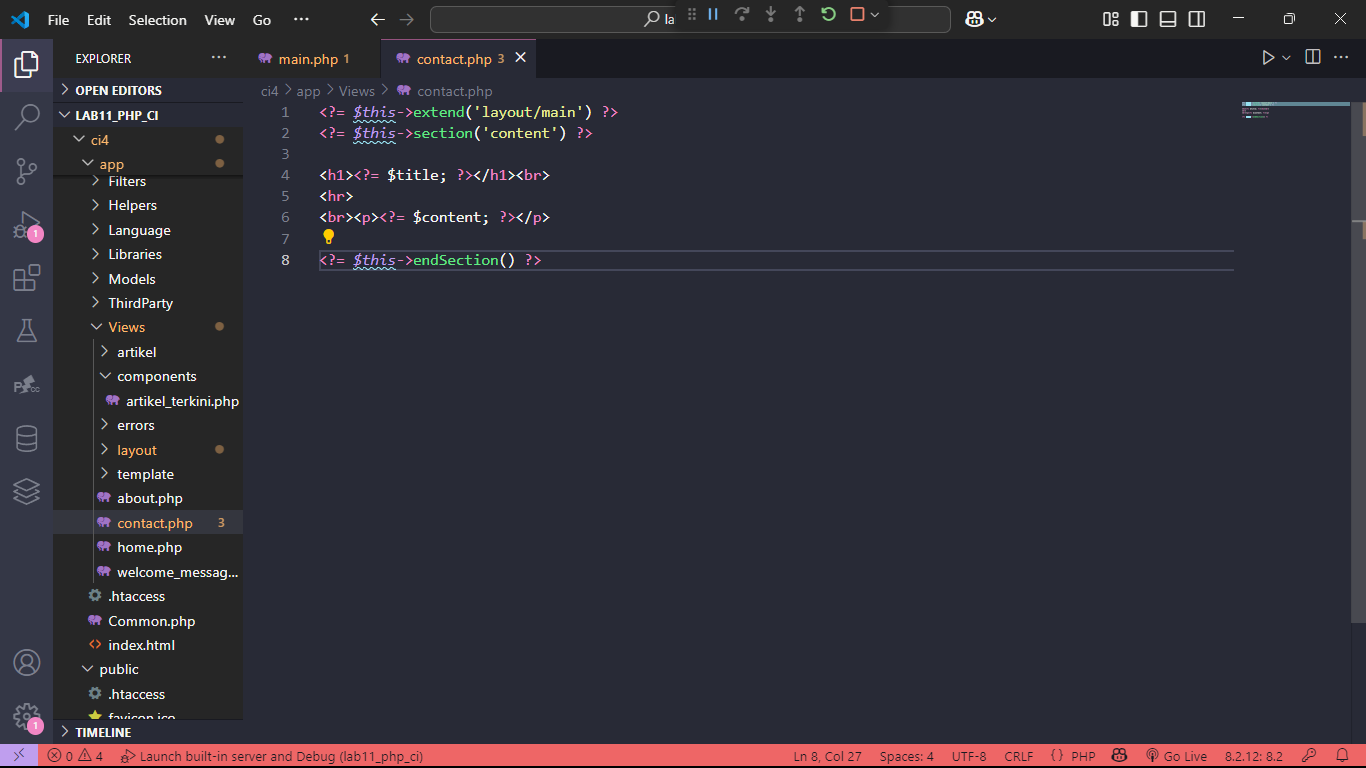 File Edit Selection View Go ··· la
EXPLORER ···
main.php 1 contact.php 3
OPEN EDITORS
LAB11_PHP_CI
ci4
app
Filters
Helpers
Language
Libraries
Models
ThirdParty
Views
artikel
components
artikel_terkini.php
errors
layout
template
about.php
contact.php 3
home.php
welcome_messag...
.htaccess
Common.php
index.html
public
.htaccess
favicon.ico
TIMELINE
1
1
ci4 > app > Views > contact.php
1 <?= $this->extend('layout/main') ?>
2 <?= $this->section('content') ?>
3
4 <h1><?= $title; ?></h1><br>
5 <hr>
6 <br><p><?= $content; ?></p>
7
8 <?= $this->endSection() ?>
0 4 Launch built-in server and Debug (lab11_php_ci) Ln 8, Col 27 Spaces: 4 UTF-8 CRLF {} PHP Go Live 8.2.12: 8.2